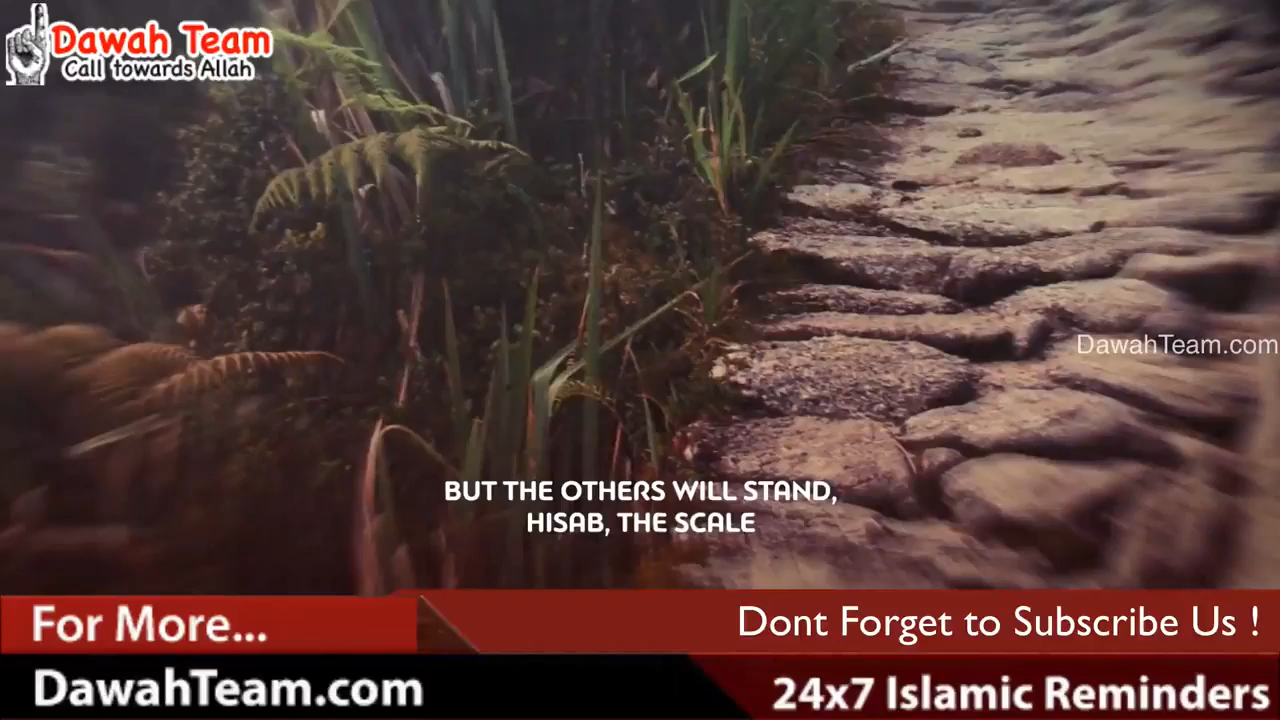 Dawah Team
Call towards Allah
DawahTeam.com
BUT THE OTHERS WILL STAND,
HISAB, THE SCALE
For More...
Dont Forget to Subscribe Us !
DawahTeam.com
24x7 Islamic Reminders